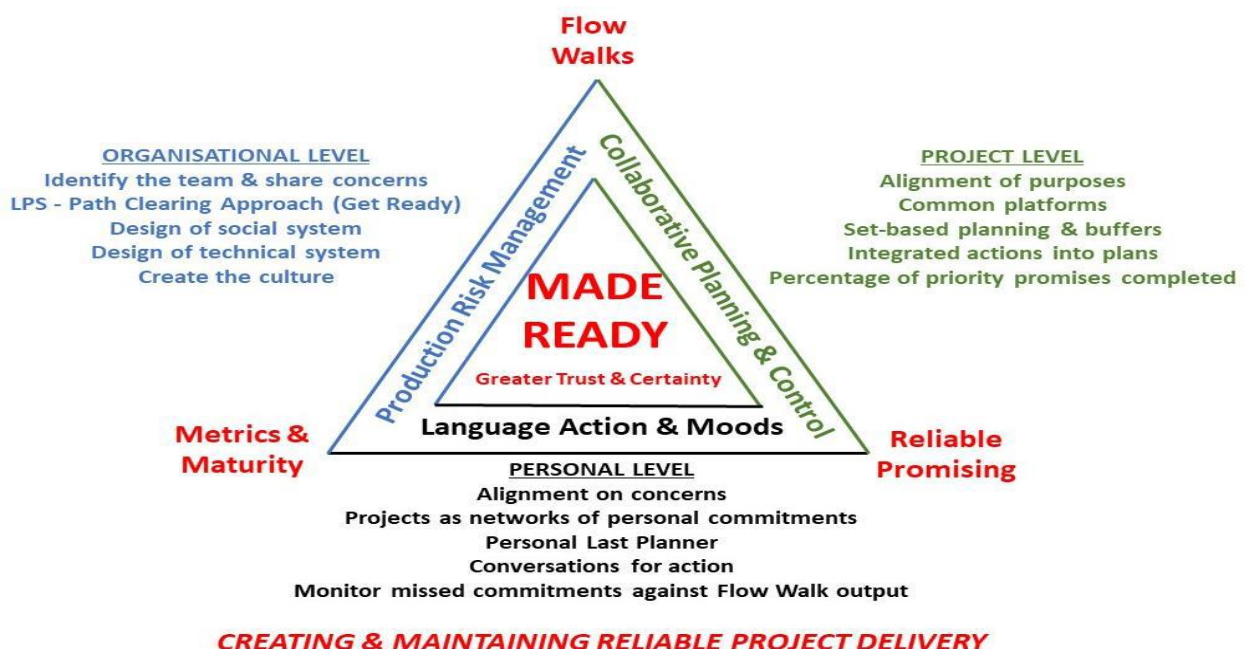 Flow
Walks
ORGANISATIONAL LEVEL
Identify the team & share concerns
LPS - Path Clearing Approach (Get Ready)
Design of social system
Design of technical system
Create the culture
Production Risk Management
Collaborative Planning & Control
PROJECT LEVEL
Alignment of purposes
Common platforms
Set-based planning & buffers
Integrated actions into plans
Percentage of priority promises completed
MADE
READY
Greater Trust & Certainty
Language Action & Moods
Metrics &
Maturity
Reliable
Promising
PERSONAL LEVEL
Alignment on concerns
Projects as networks of personal commitments
Personal Last Planner
Conversations for action
Monitor missed commitments against Flow Walk output
CREATING & MAINTAINING RELIABLE PROJECT DELIVERY